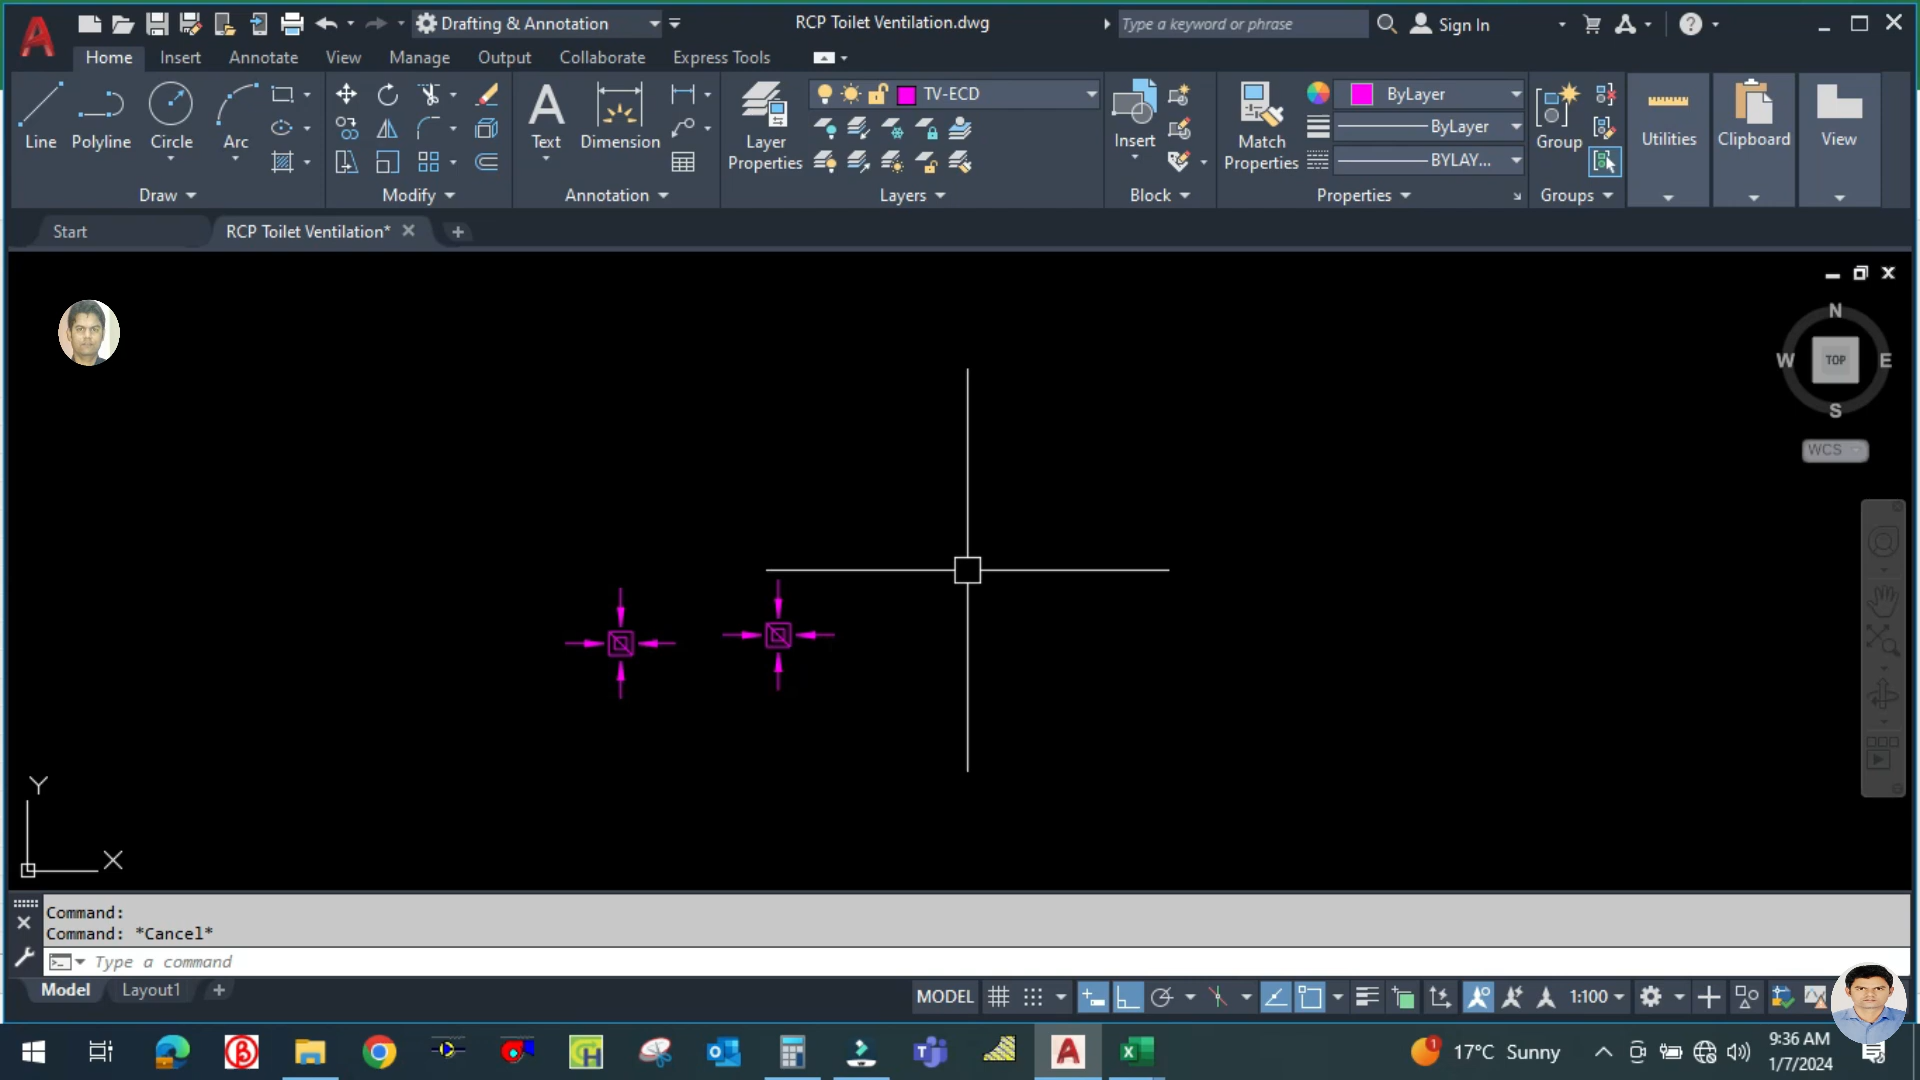 Drafting & Annotation
RCP Toilet Ventilation.dwg
Type a keyword or phrase
Sign In
Home
Insert
Annotate
View
Manage
Output
Collaborate
Express Tools
Line
Polyline
Circle
Arc
Text
Dimension
Layer
Properties
TV-ECD
Insert
Match
Properties
ByLayer
ByLayer
BYLAY...
Group
Utilities
Clipboard
View
Draw
Modify
Annotation
Layers
Block
Properties
Groups
Start
RCP Toilet Ventilation*
N
W
TOP
E
S
WCS
Y
X
Command:
Command: *Cancel*
Type a command
Model
Layout1
MODEL
1:100
17°C Sunny
9:36 AM
1/7/2024